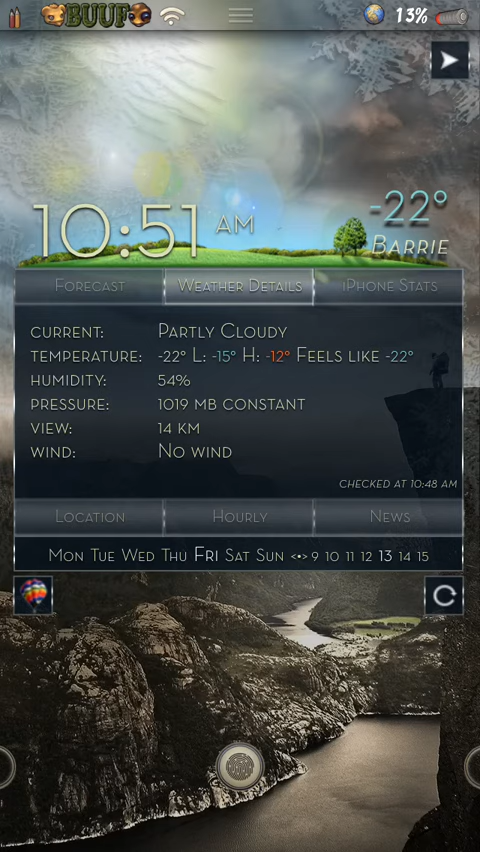 BUUF 13%
10:51 AM -22°
BARRIE
FORECAST WEATHER DETAILS iPHONE STATS
CURRENT: PARTLY CLOUDY
TEMPERATURE: -22° L: -15° H: -12° FEELS LIKE -22°
HUMIDITY: 54%
PRESSURE: 1019 MB CONSTANT
VIEW: 14 KM
WIND: NO WIND
CHECKED AT 10:48 AM
LOCATION HOURLY NEWS
MON TUE WED THU FRI SAT SUN <•> 9 10 11 12 13 14 15